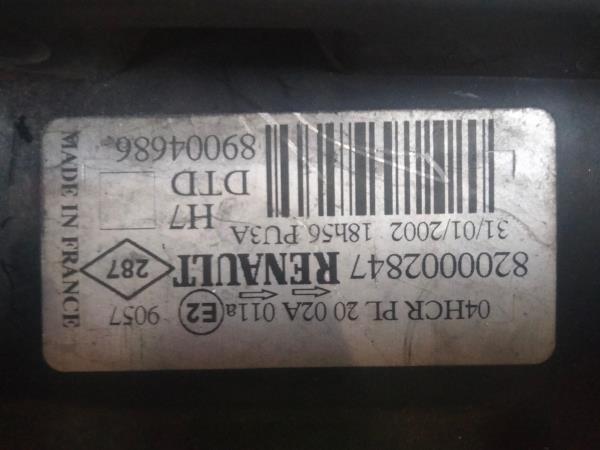 04HCR PL 20 02A 011a E2 9057
8200002847 RENAULT 287
31/01/2002 18h56 PU3A H7
DTD
89004686
MADE IN FRANCE